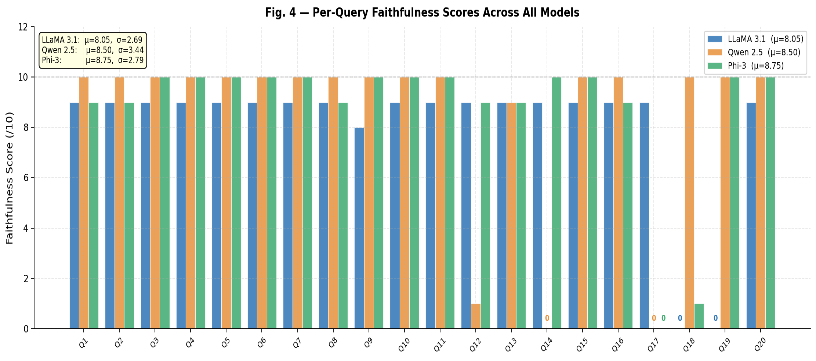 Fig. 4 — Per-Query Faithfulness Scores Across All Models
LLaMA 3.1: μ=8.05, σ=2.69
Qwen 2.5: μ=8.50, σ=3.44
Phi-3: μ=8.75, σ=2.79
LLaMA 3.1 (μ=8.05)
Qwen 2.5 (μ=8.50)
Phi-3 (μ=8.75)
Faithfulness Score (/10)
12
10
8
6
4
2
0
0 0 0 0 0
Q1 Q2 Q3 Q4 Q5 Q6 Q7 Q8 Q9 Q10 Q11 Q12 Q13 Q14 Q15 Q16 Q17 Q18 Q19 Q20